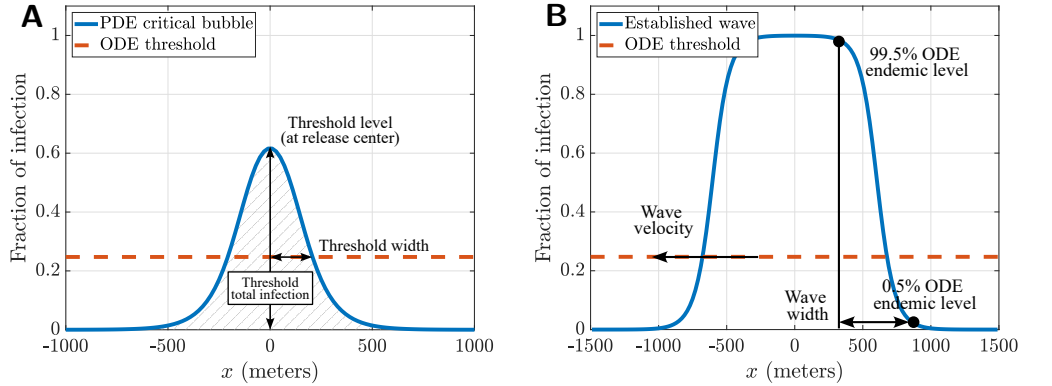 A
PDE critical bubble
ODE threshold
Threshold level
(at release center)
Threshold width
Threshold
total infection
Fraction of infection
1
0.8
0.6
0.4
0.2
0
-1000
-500
0
500
1000
x (meters)
B
Established wave
ODE threshold
99.5% ODE
endemic level
Wave
velocity
Wave
width
0.5% ODE
endemic level
Fraction of infection
1
0.8
0.6
0.4
0.2
0
-1500
-1000
-500
0
500
1000
1500
x (meters)